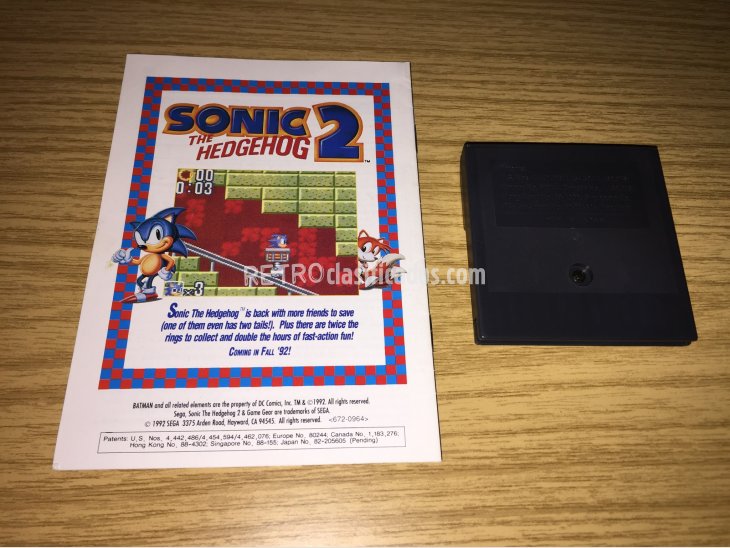 SONIC
THE
HEDGEHOG 2 ™
00
0:03
×3
RETROclasificados.com
Sonic The Hedgehog™ is back with more friends to save
(one of them even has two tails!). Plus there are twice the
rings to collect and double the hours of fast-action fun!
COMING IN FALL '92!
BATMAN and all related elements are the property of DC Comics, Inc. TM & ©1992. All rights reserved.
Sega, Sonic The Hedgehog 2 & Game Gear are trademarks of SEGA.
© 1992 SEGA 3375 Arden Road, Hayward, CA 94545. All rights reserved. <672-0964>
Patents: U.S. Nos. 4,442,486/4,454,594/4,462,076; Europe No. 80244; Canada No. 1,183,276;
Hong Kong No. 88-4302; Singapore No. 88-155; Japan No. 82-205605 (Pending)